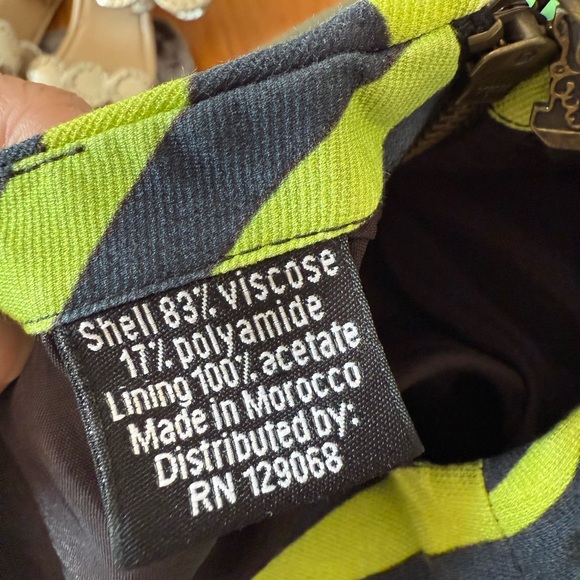 Shell 83% viscose
17% polyamide
Lining 100% acetate
Made in Morocco
Distributed by:
RN 129068